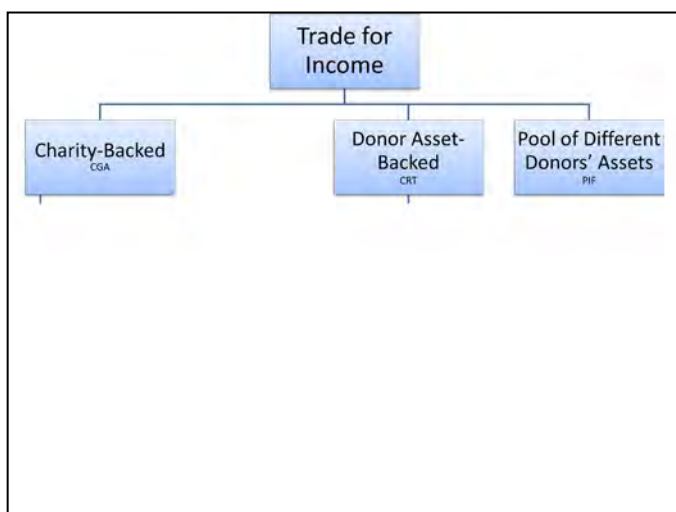 Trade for
Income
Charity-Backed
CGA
Donor Asset-
Backed
CRT
Pool of Different
Donors' Assets
PIF